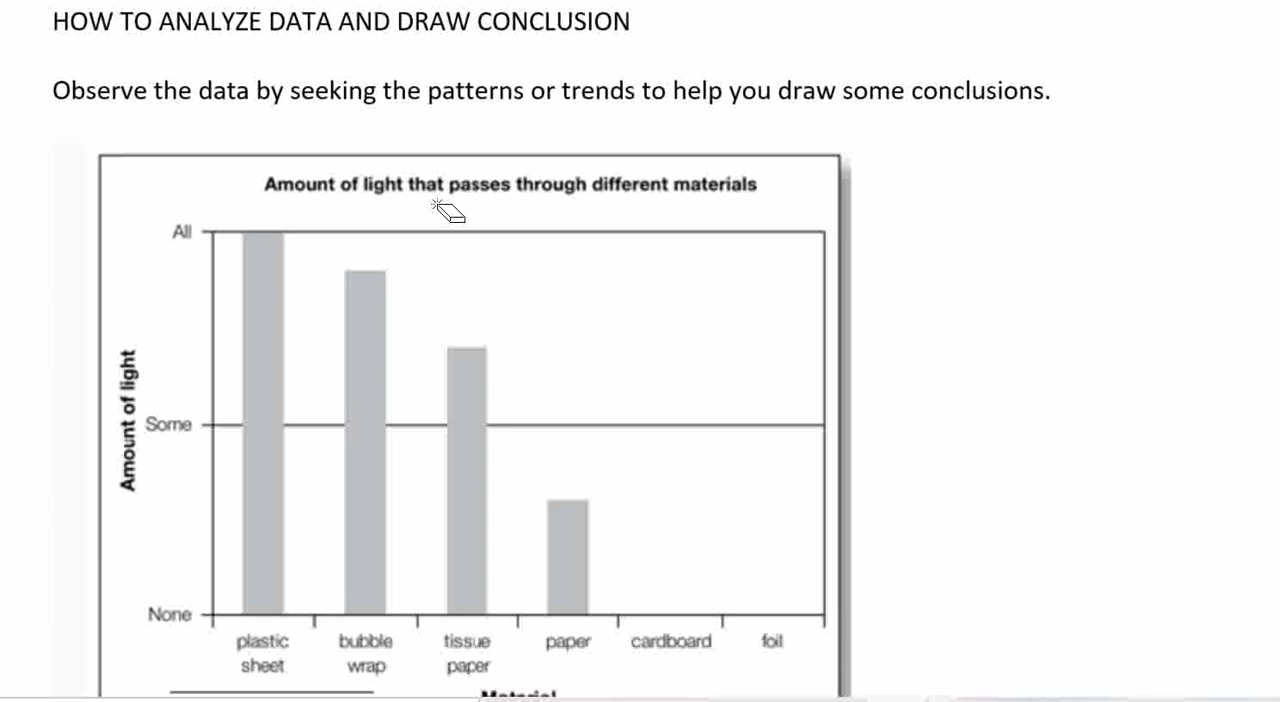 HOW TO ANALYZE DATA AND DRAW CONCLUSION
Observe the data by seeking the patterns or trends to help you draw some conclusions.
Amount of light that passes through different materials
All
Some
None
Amount of light
plastic sheet
bubble wrap
tissue paper
paper
cardboard
foil
Material